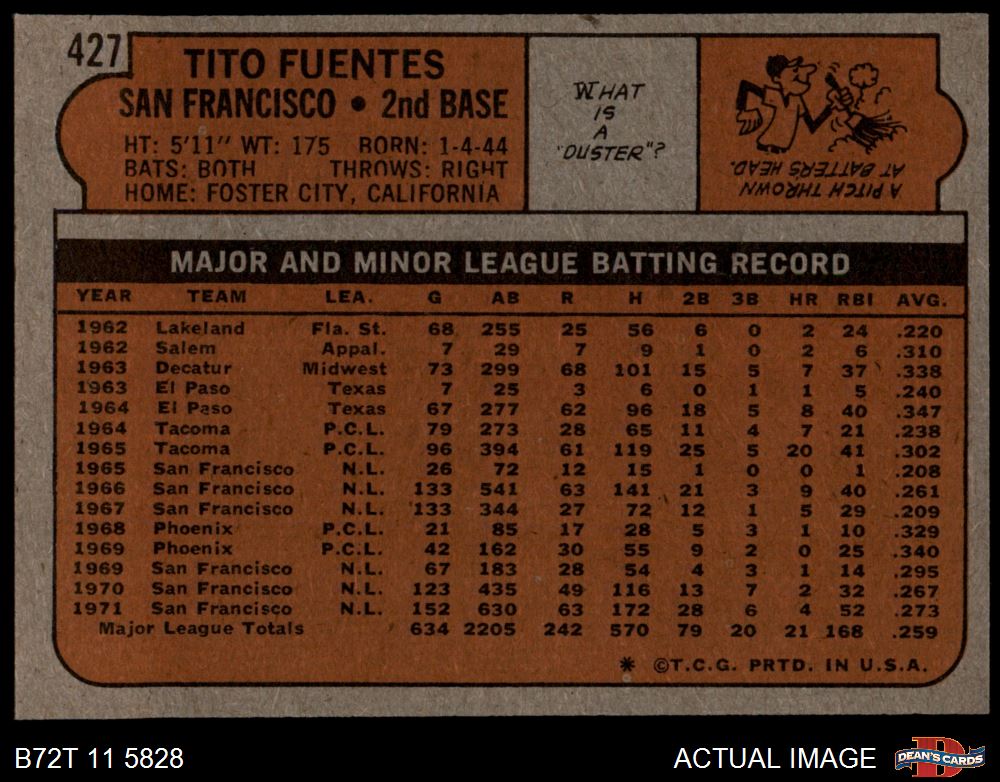 427
TITO FUENTES
SAN FRANCISCO • 2nd BASE
HT: 5'11" WT: 175 BORN: 1-4-44
BATS: BOTH THROWS: RIGHT
HOME: FOSTER CITY, CALIFORNIA
WHAT
IS
A
"DUSTER"?
A PITCH THROWN
AT BATTERS HEAD.
MAJOR AND MINOR LEAGUE BATTING RECORD
YEAR TEAM LEA. G AB R H 2B 3B HR RBI AVG.
1962 Lakeland Fla. St. 68 255 25 56 6 0 2 24 .220
1962 Salem Appal. 7 29 7 9 1 0 2 6 .310
1963 Decatur Midwest 73 299 68 101 15 5 7 37 .338
1963 El Paso Texas 7 25 3 6 0 1 1 5 .240
1964 El Paso Texas 67 277 62 96 18 5 8 40 .347
1964 Tacoma P.C.L. 79 273 28 65 11 4 7 21 .238
1965 Tacoma P.C.L. 96 394 61 119 25 5 20 41 .302
1965 San Francisco N.L. 26 72 12 15 1 0 0 1 .208
1966 San Francisco N.L. 133 541 63 141 21 3 9 40 .261
1967 San Francisco N.L. 133 344 27 72 12 1 5 29 .209
1968 Phoenix P.C.L. 21 85 17 28 5 3 1 10 .329
1969 Phoenix P.C.L. 42 162 30 55 9 2 0 25 .340
1969 San Francisco N.L. 67 183 28 54 4 3 1 14 .295
1970 San Francisco N.L. 123 435 49 116 13 7 2 32 .267
1971 San Francisco N.L. 152 630 63 172 28 6 4 52 .273
Major League Totals 634 2205 242 570 79 20 21 168 .259
* ©T.C.G. PRTD. IN U.S.A.
B72T 11 5828
ACTUAL IMAGE
DEAN'S CARDS